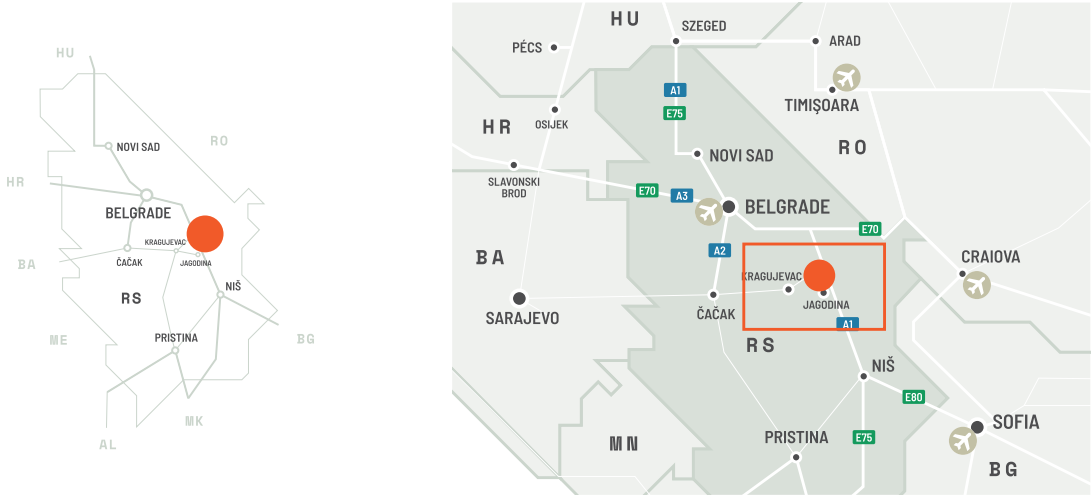 HU
RO
NOVI SAD
HR
BELGRADE
KRAGUJEVAC
ČAČAK
JAGODINA
BA
NIŠ
RS
PRISTINA
ME
BG
MK
AL
HU
SZEGED
PÉCS
ARAD
A1
TIMIŞOARA
E75
OSIJEK
HR
RO
NOVI SAD
SLAVONSKI
BROD
E70
A3
BELGRADE
E70
A2
BA
CRAIOVA
KRAGUJEVAC
JAGODINA
SARAJEVO
ČAČAK
A1
RS
NIŠ
E80
SOFIA
PRISTINA
E75
MN
BG